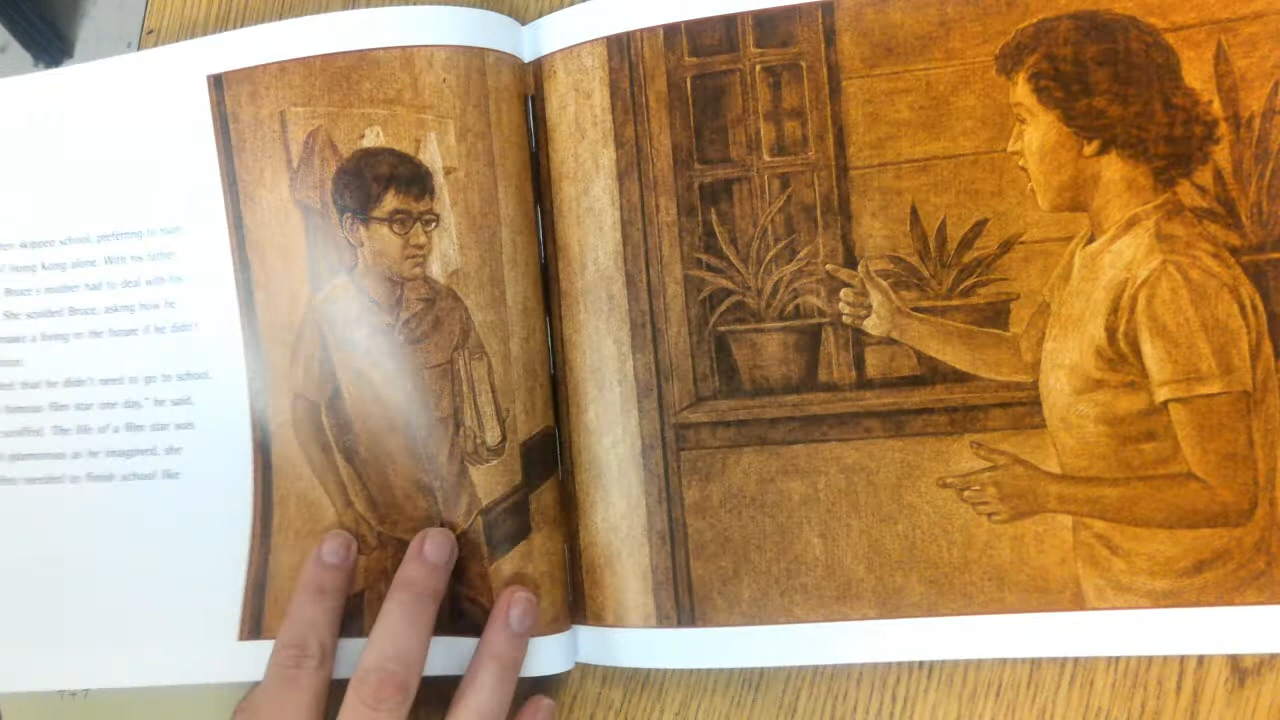 skipped school, preferring to roam
Hong Kong alone. With his father
Bruce's mother had to deal with his
She scolded Bruce, asking how he
make a living in the future if he didn't
that he didn't need to go to school.
famous film star one day," he said.
scoffed. The life of a film star was
glamorous as he imagined, she
needed to finish school like